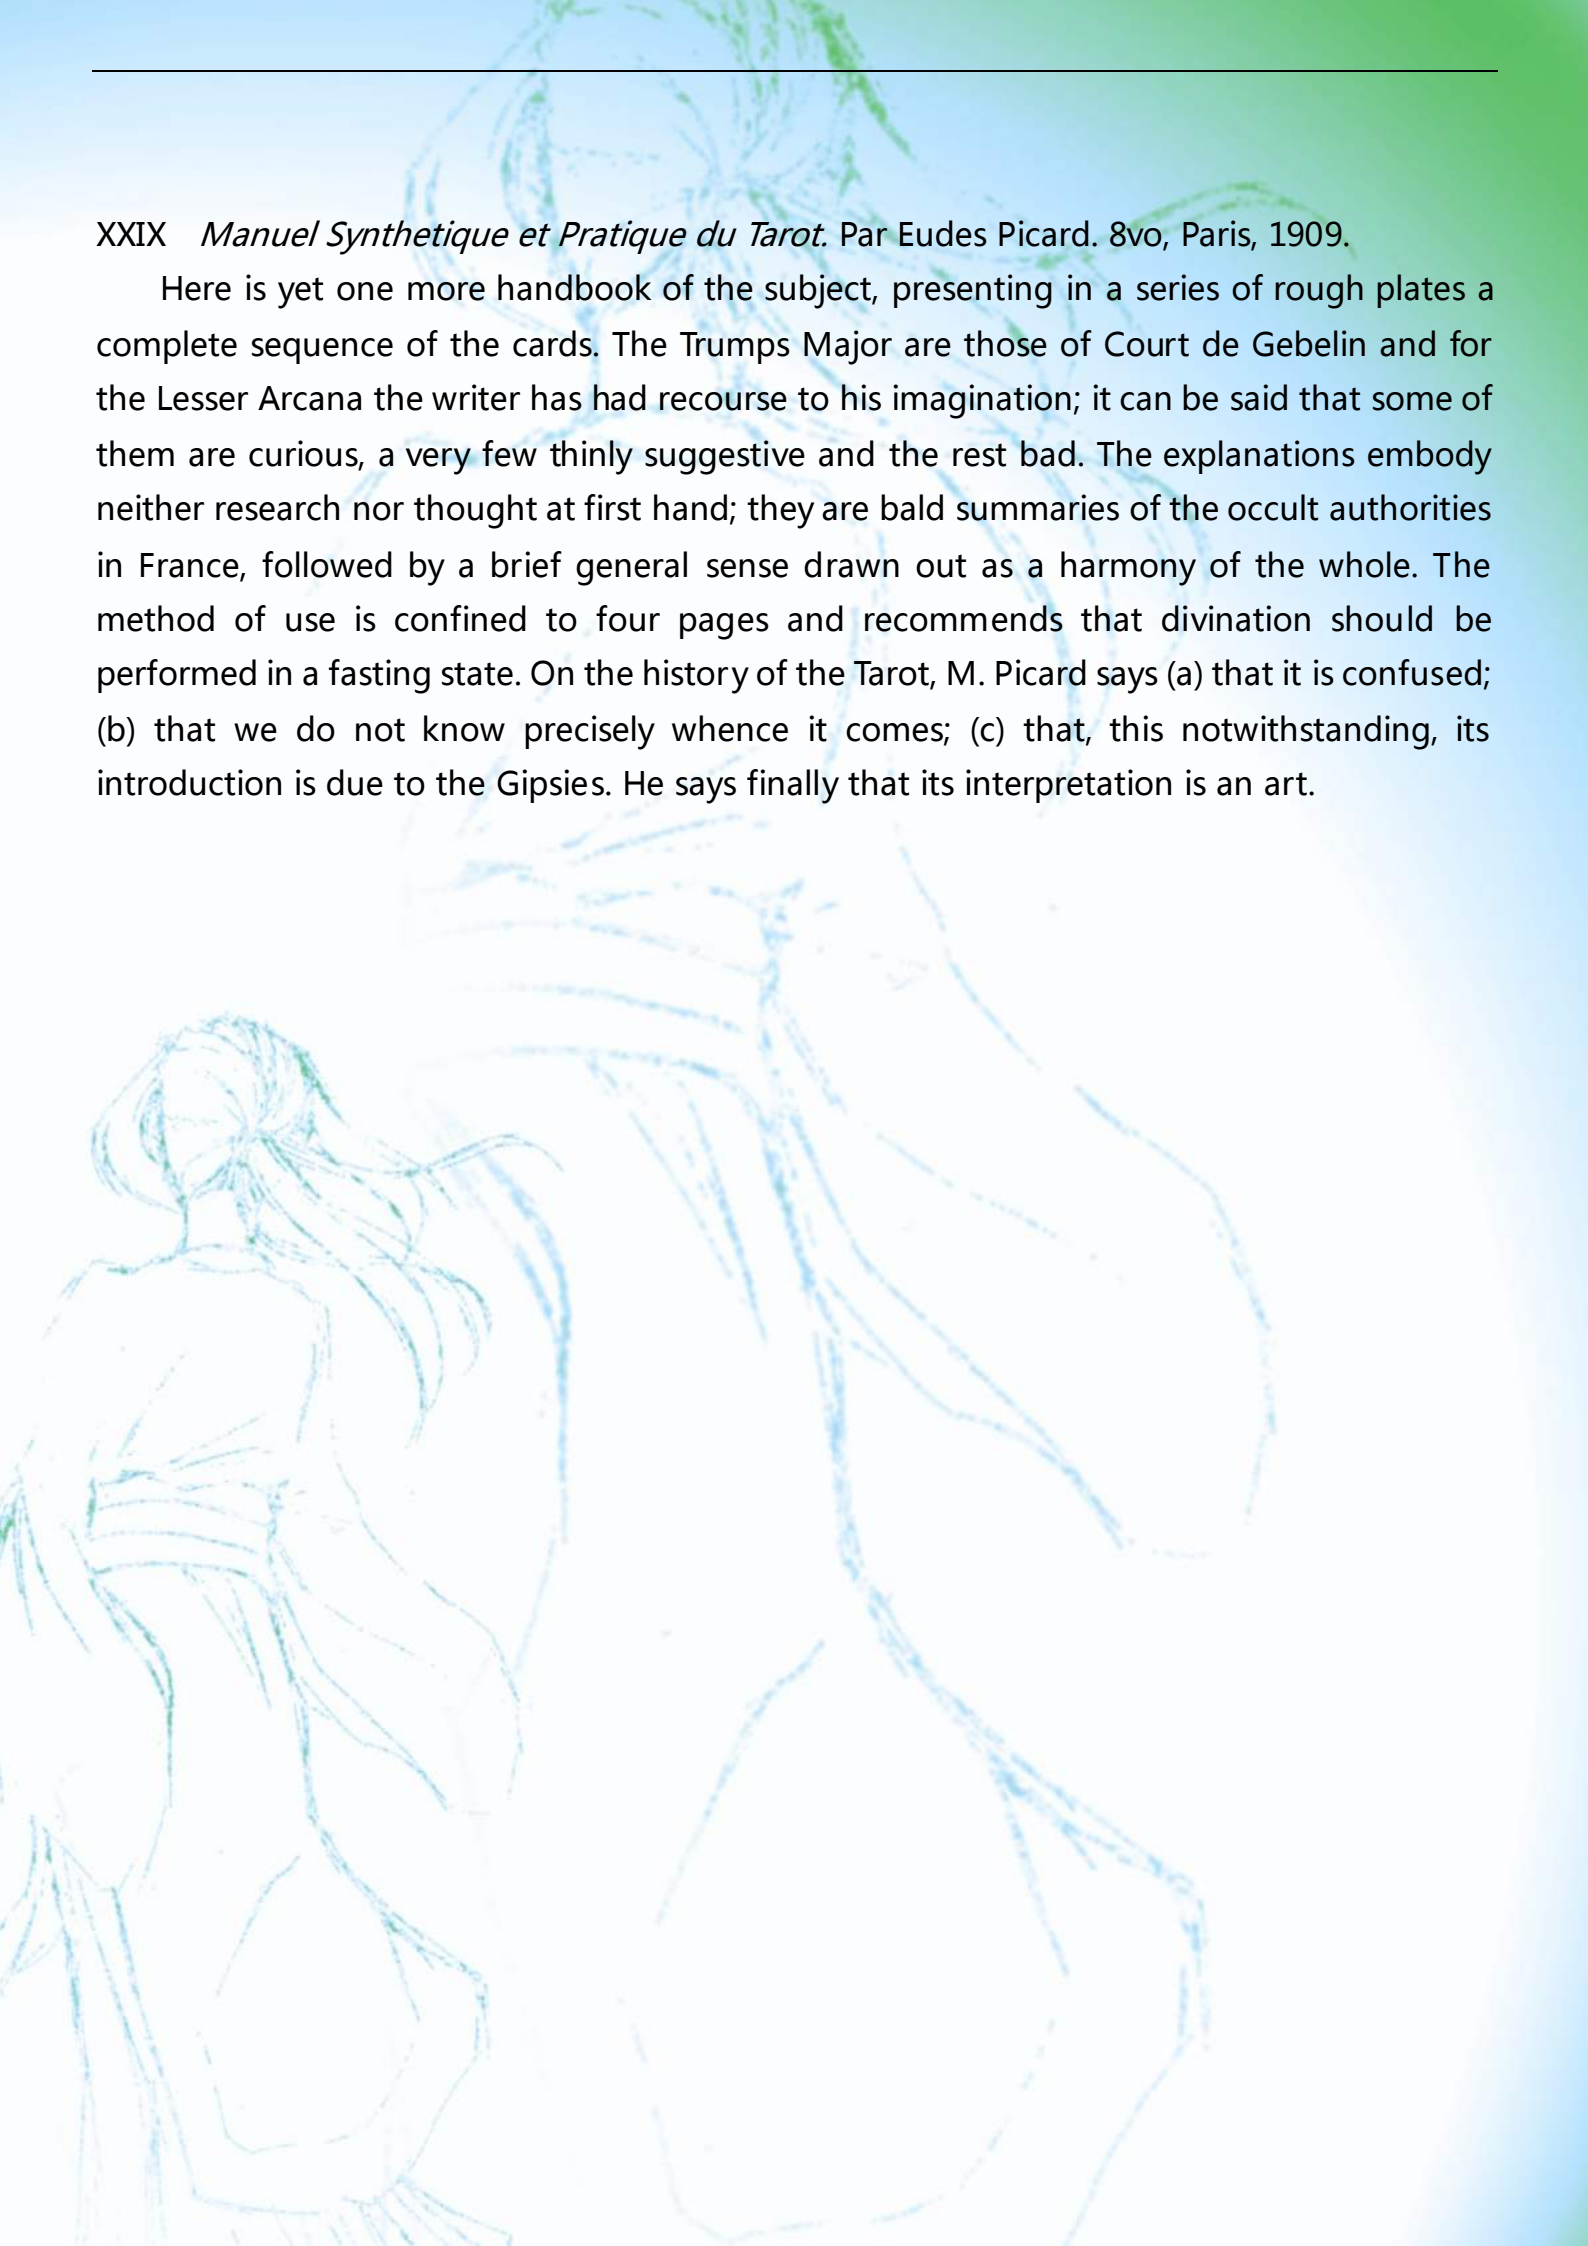 XXIX Manuel Synthetique et Pratique du Tarot. Par Eudes Picard. 8vo, Paris, 1909.
Here is yet one more handbook of the subject, presenting in a series of rough plates a
complete sequence of the cards. The Trumps Major are those of Court de Gebelin and for
the Lesser Arcana the writer has had recourse to his imagination; it can be said that some of
them are curious, a very few thinly suggestive and the rest bad. The explanations embody
neither research nor thought at first hand; they are bald summaries of the occult authorities
in France, followed by a brief general sense drawn out as a harmony of the whole. The
method of use is confined to four pages and recommends that divination should be
performed in a fasting state. On the history of the Tarot, M. Picard says (a) that it is confused;
(b) that we do not know precisely whence it comes; (c) that, this notwithstanding, its
introduction is due to the Gipsies. He says finally that its interpretation is an art.